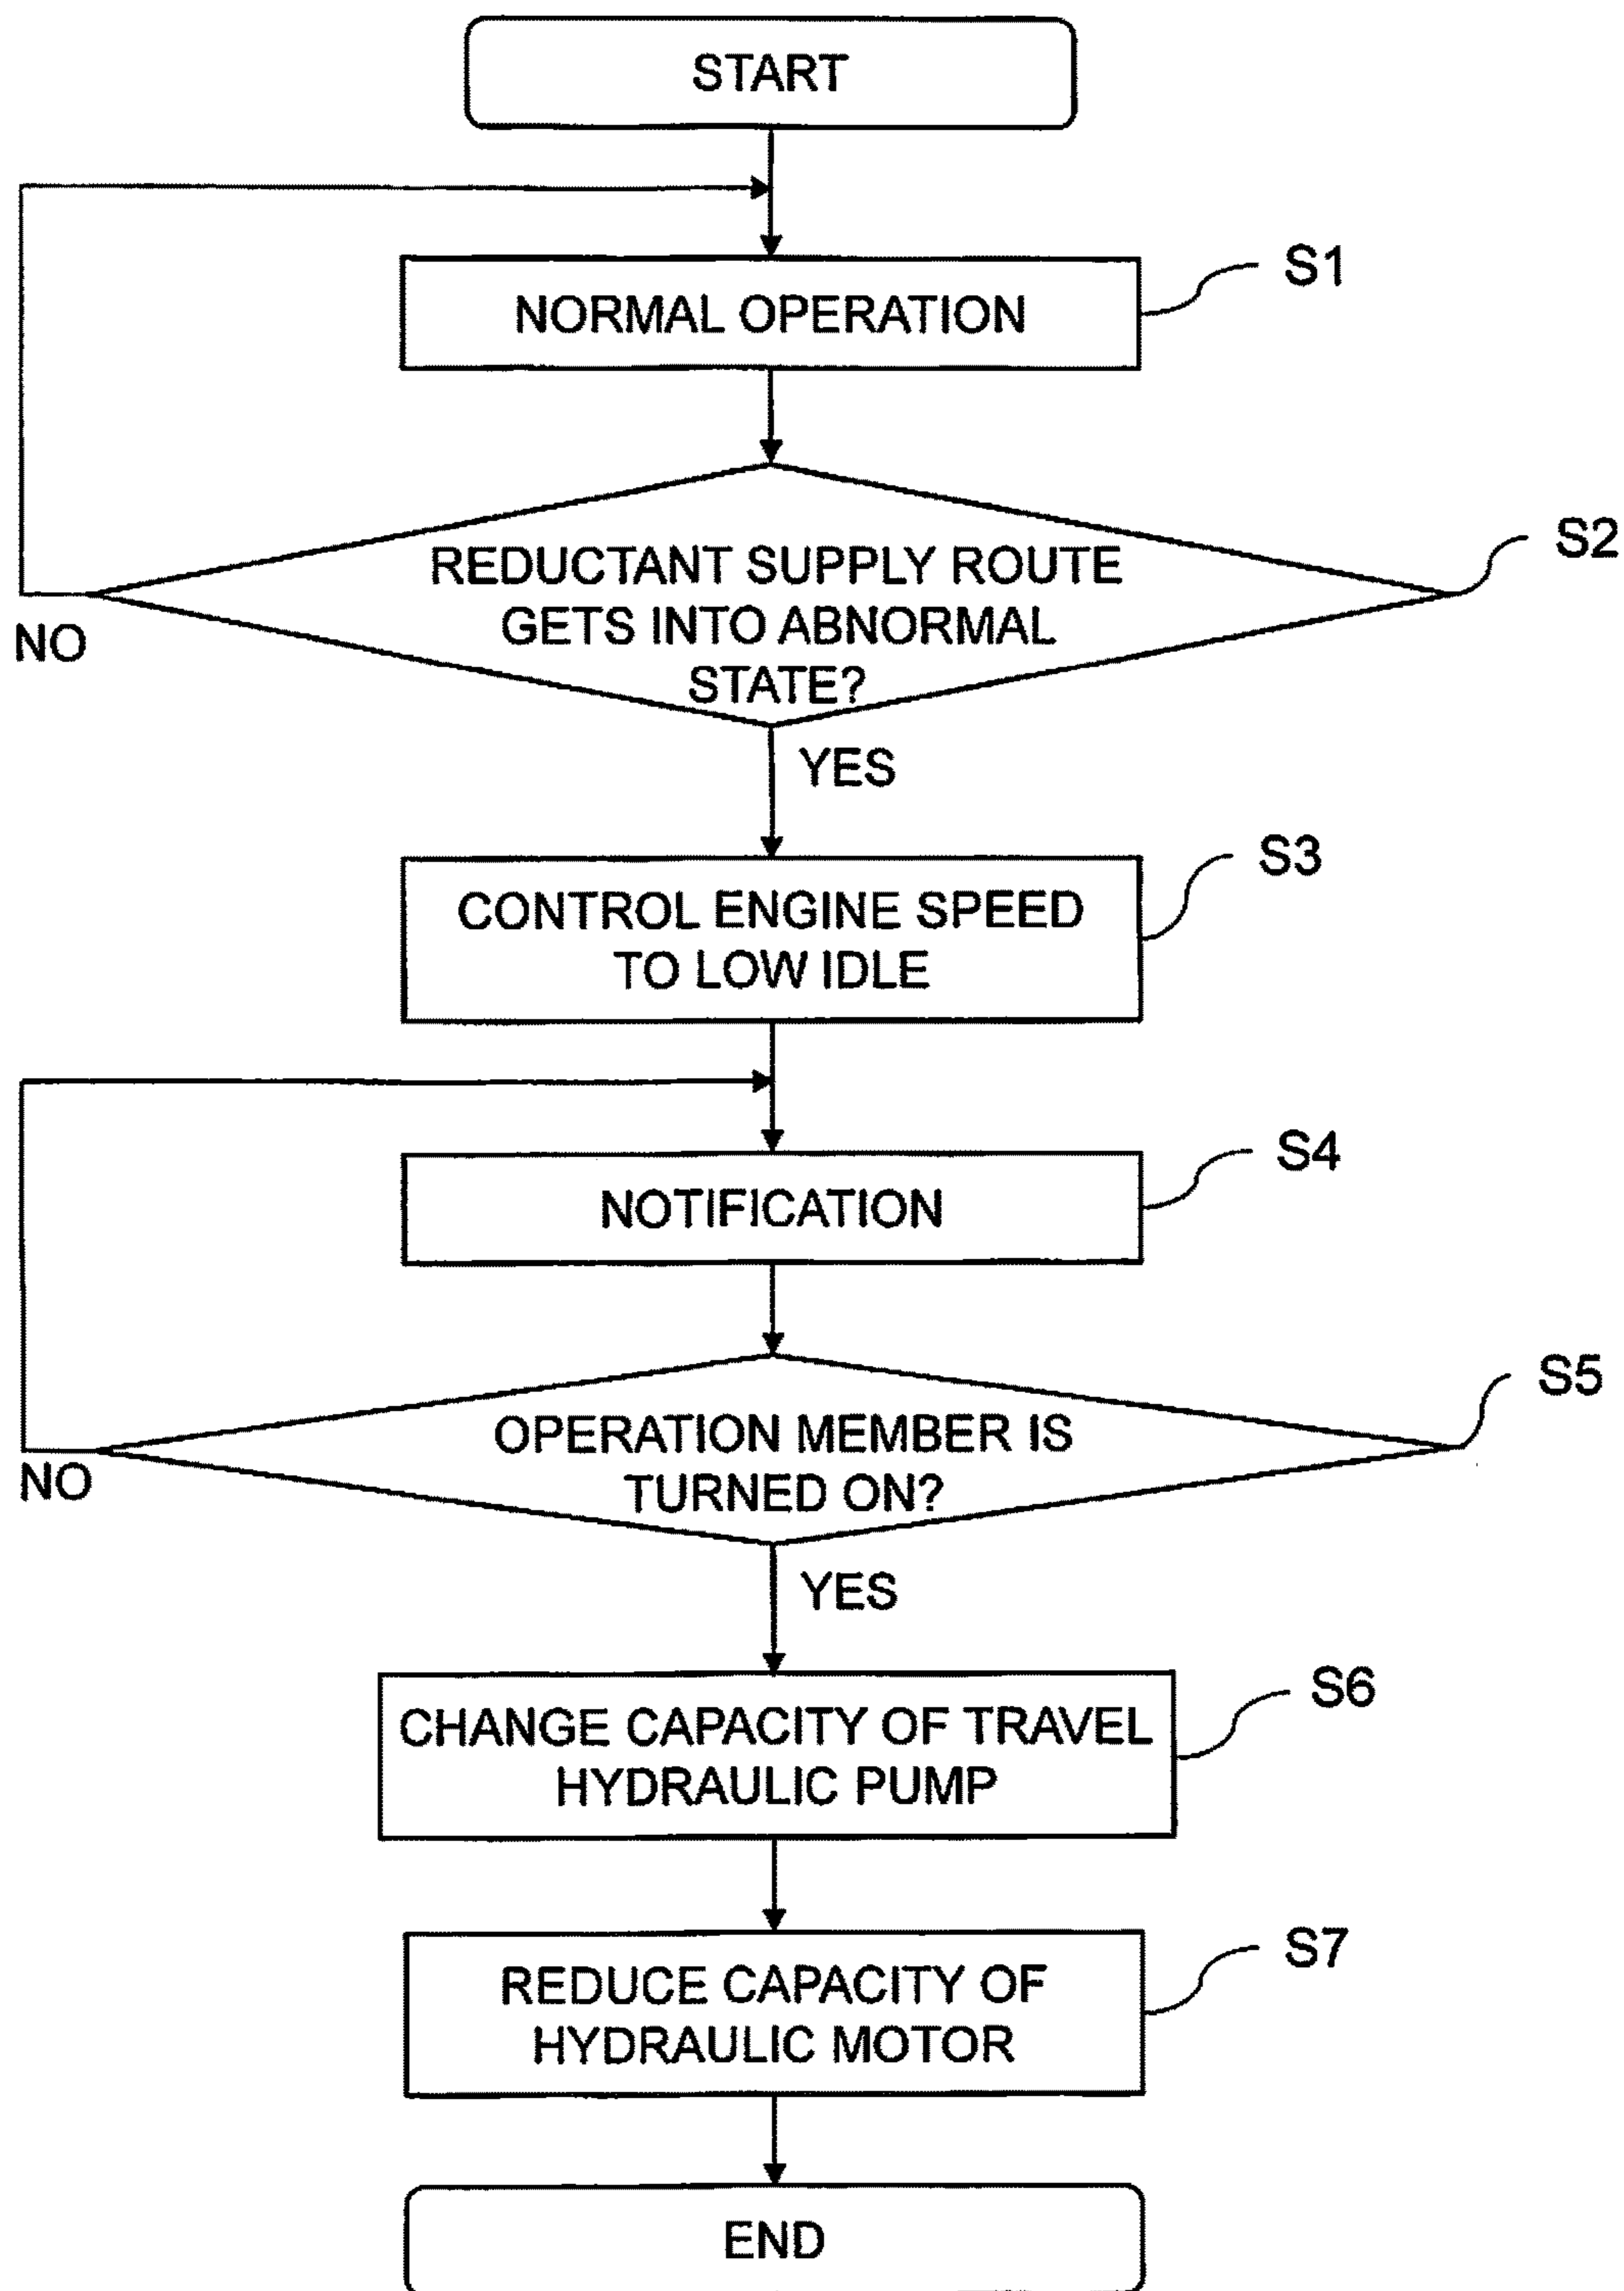 START
NORMAL OPERATION
S1
REDUCTANT SUPPLY ROUTE
GETS INTO ABNORMAL
STATE?
S2
NO
YES
CONTROL ENGINE SPEED
TO LOW IDLE
S3
NOTIFICATION
S4
OPERATION MEMBER IS
TURNED ON?
S5
NO
YES
CHANGE CAPACITY OF TRAVEL
HYDRAULIC PUMP
S6
REDUCE CAPACITY OF
HYDRAULIC MOTOR
S7
END